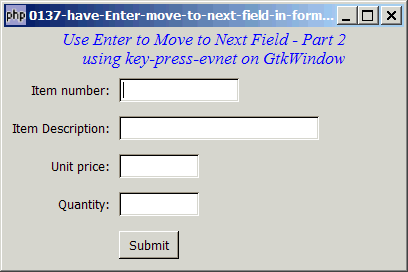 php 0137-have-Enter-move-to-next-field-in-form...
Use Enter to Move to Next Field - Part 2
using key-press-evnet on GtkWindow
Item number:
Item Description:
Unit price:
Quantity:
Submit